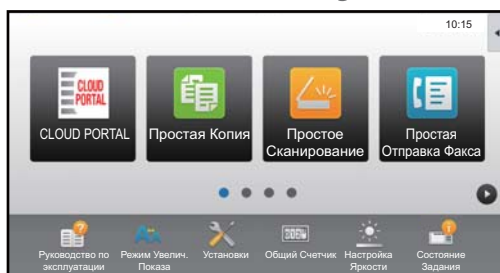 10:15
CLOUD
PORTAL
CLOUD PORTAL
Простая Копия
Простое
Сканирование
Простая
Отправка Факса
Руководство по
эксплуатации
Режим Увелич.
Показа
Установки
Общий Счетчик
Настройка
Яркости
Состояние
Задания